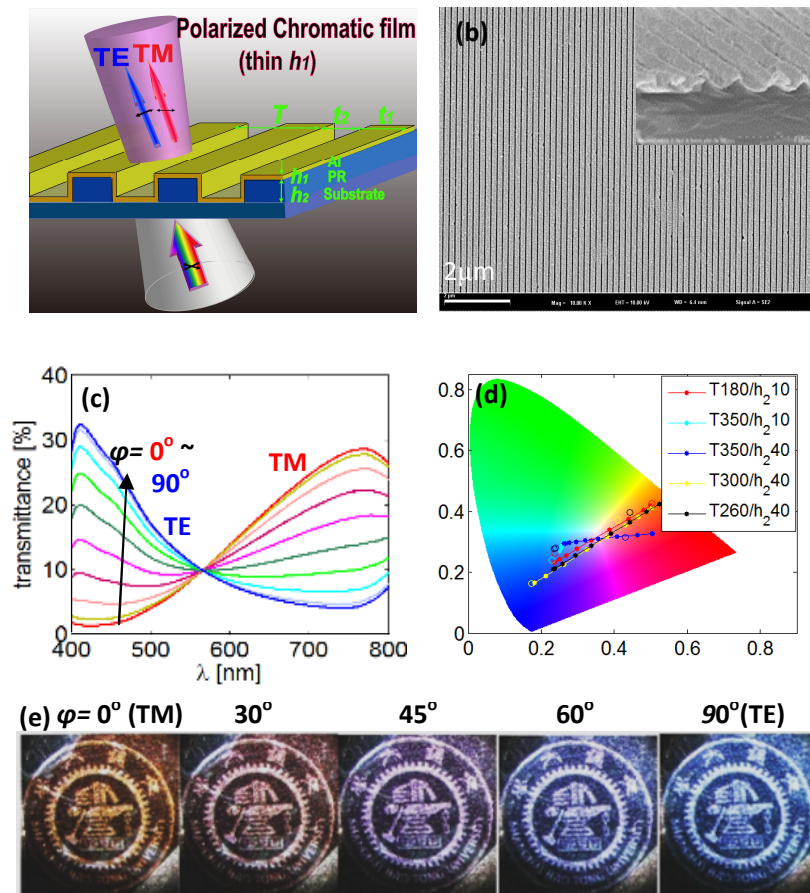 Polarized Chromatic film
(thin h1)
TE
TM
T
t2
t1
Al
h1
PR
h2
Substrate
(b)
2μm
2 μm
Mag = 10.00 K X
EHT = 10.00 kV
WD = 6.4 mm
Signal A = SE2
(c)
transmittance [%]
40
30
20
10
0
φ= 0° ~
90°
TM
TE
400
500
600
700
800
λ [nm]
(d)
0.8
0.6
0.4
0.2
0
0
0.2
0.4
0.6
0.8
T180/h210
T350/h210
T350/h240
T300/h240
T260/h240
(e) φ= 0° (TM)
30°
45°
60°
90°(TE)